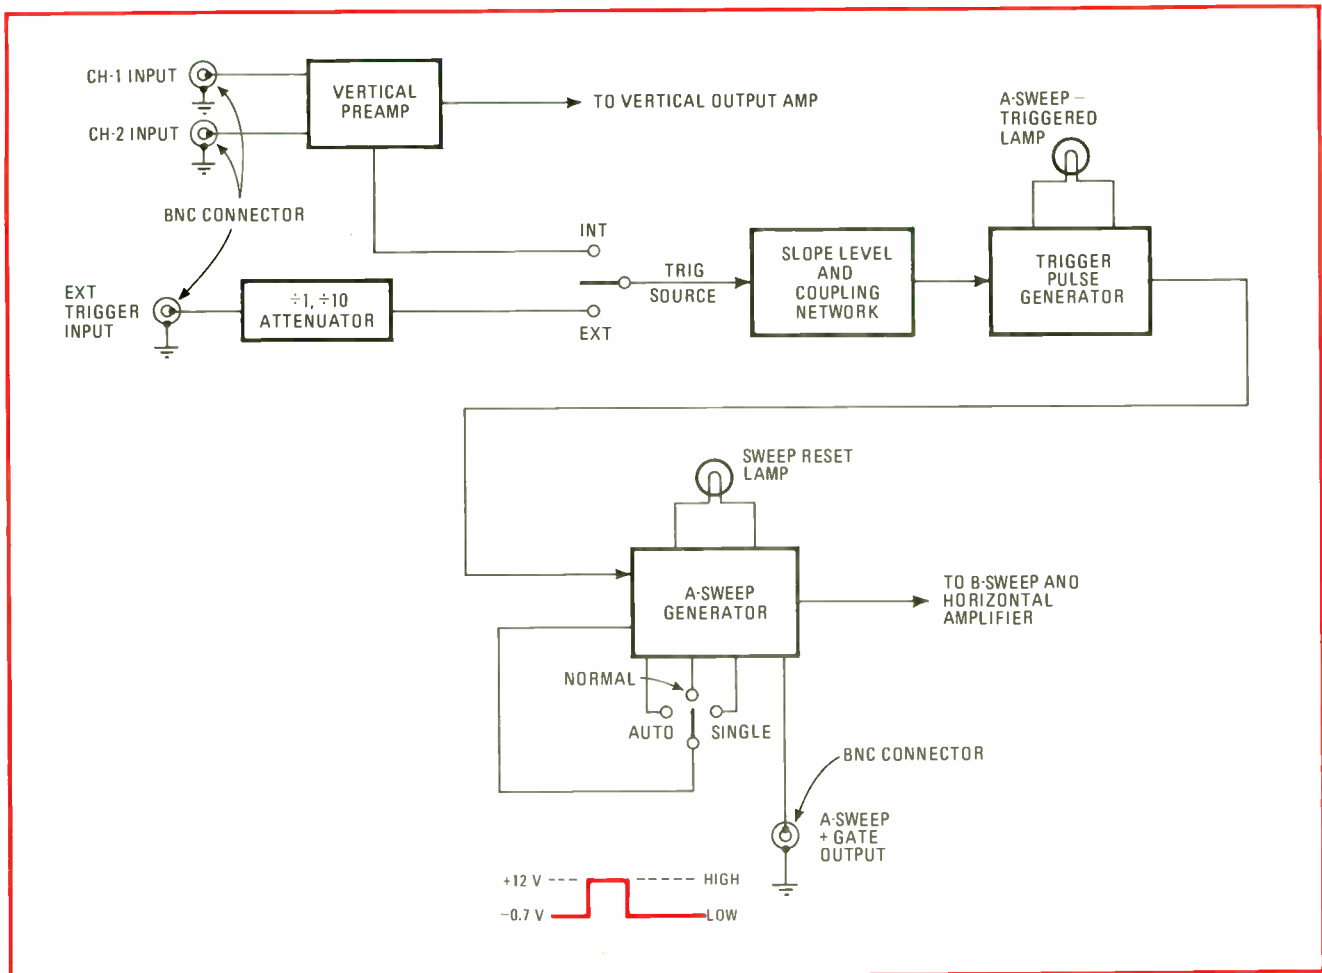 CH-1 INPUT
VERTICAL
PREAMP
TO VERTICAL OUTPUT AMP
CH-2 INPUT
A-SWEEP –
TRIGGERED
LAMP
BNC CONNECTOR
INT
EXT
TRIGGER
INPUT
÷1, ÷10
ATTENUATOR
TRIG
SOURCE
EXT
SLOPE LEVEL
AND
COUPLING
NETWORK
TRIGGER
PULSE
GENERATOR
SWEEP RESET
LAMP
A-SWEEP
GENERATOR
TO B-SWEEP AND
HORIZONTAL
AMPLIFIER
NORMAL
AUTO
SINGLE
BNC CONNECTOR
A-SWEEP
+ GATE
OUTPUT
+12 V
HIGH
–0.7 V
LOW